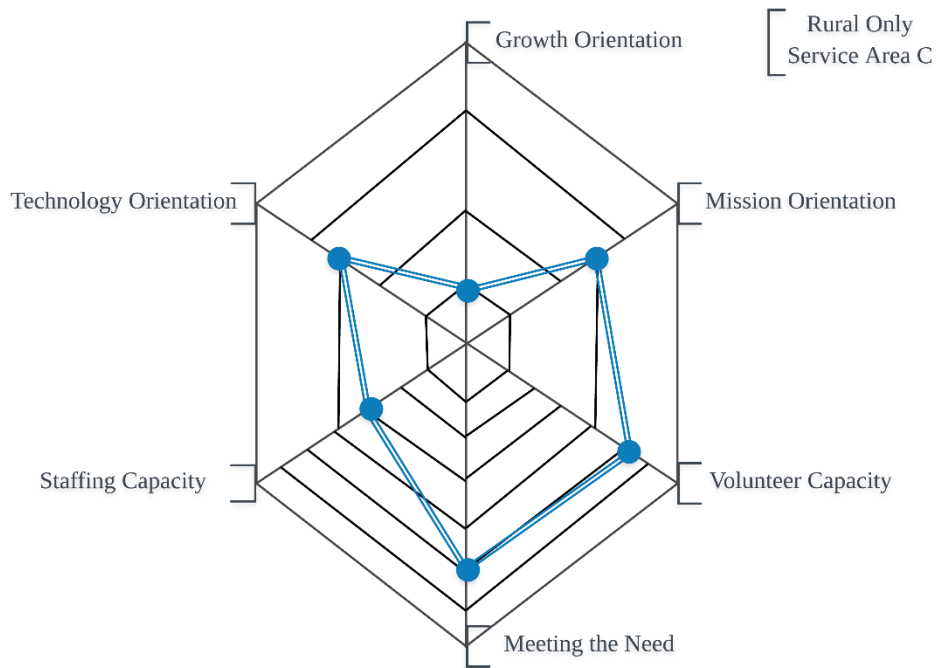 Growth Orientation
Rural Only
Service Area C
Technology Orientation
Mission Orientation
Staffing Capacity
Volunteer Capacity
Meeting the Need